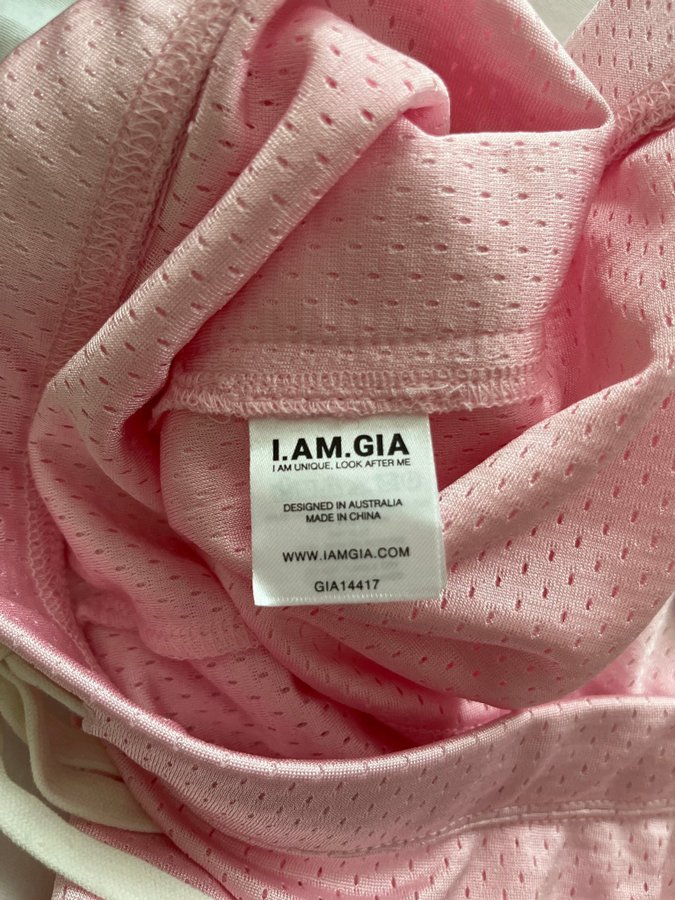 I.AM.GIA
I AM UNIQUE, LOOK AFTER ME
DESIGNED IN AUSTRALIA
MADE IN CHINA
WWW.IAMGIA.COM
GIA14417